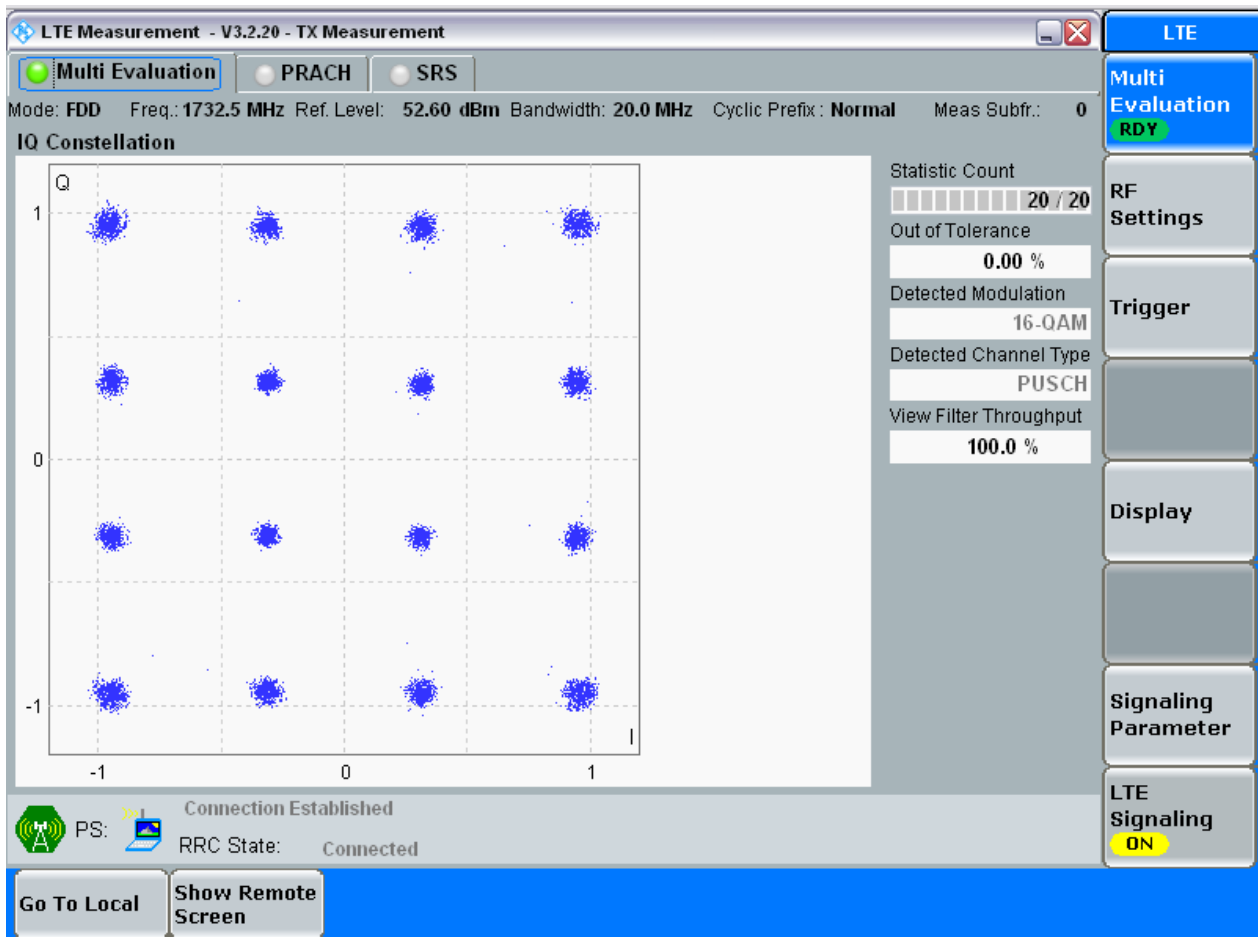 LTE Measurement - V3.2.20 - TX Measurement
LTE
Multi Evaluation PRACH SRS
Mode: FDD Freq.: 1732.5 MHz Ref. Level: 52.60 dBm Bandwidth: 20.0 MHz Cyclic Prefix : Normal Meas Subfr.: 0
IQ Constellation
Q
1
0
-1
I
-1 0 1
Statistic Count
20 / 20
Out of Tolerance
0.00 %
Detected Modulation
16-QAM
Detected Channel Type
PUSCH
View Filter Throughput
100.0 %
Multi
Evaluation
RDY
RF
Settings
Trigger
Display
Signaling
Parameter
LTE
Signaling
ON
PS:
Connection Established
RRC State: Connected
Go To Local
Show Remote
Screen